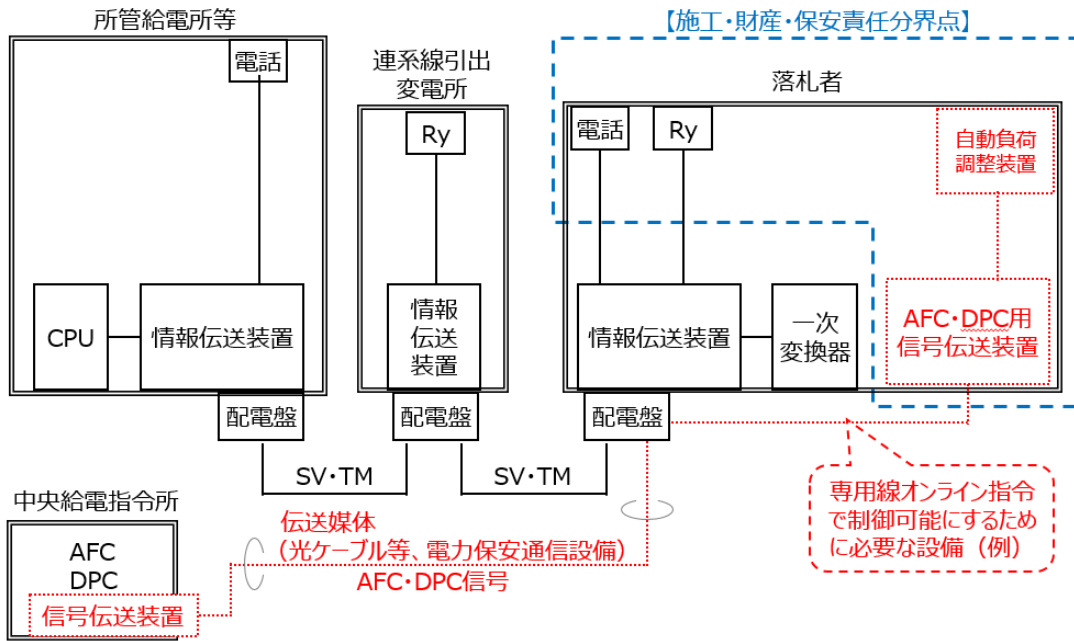 所管給電所等
電話
CPU
情報伝送装置
配電盤
連系線引出
変電所
Ry
情報
伝送
装置
配電盤
【施工・財産・保安責任分界点】
落札者
電話
Ry
自動負荷
調整装置
情報伝送装置
一次
変換器
AFC・DPC用
信号伝送装置
配電盤
SV・TM
SV・TM
中央給電指令所
AFC
DPC
信号伝送装置
伝送媒体
（光ケーブル等、電力保安通信設備）
AFC・DPC信号
専用線オンライン指令
で制御可能にするため
に必要な設備（例）